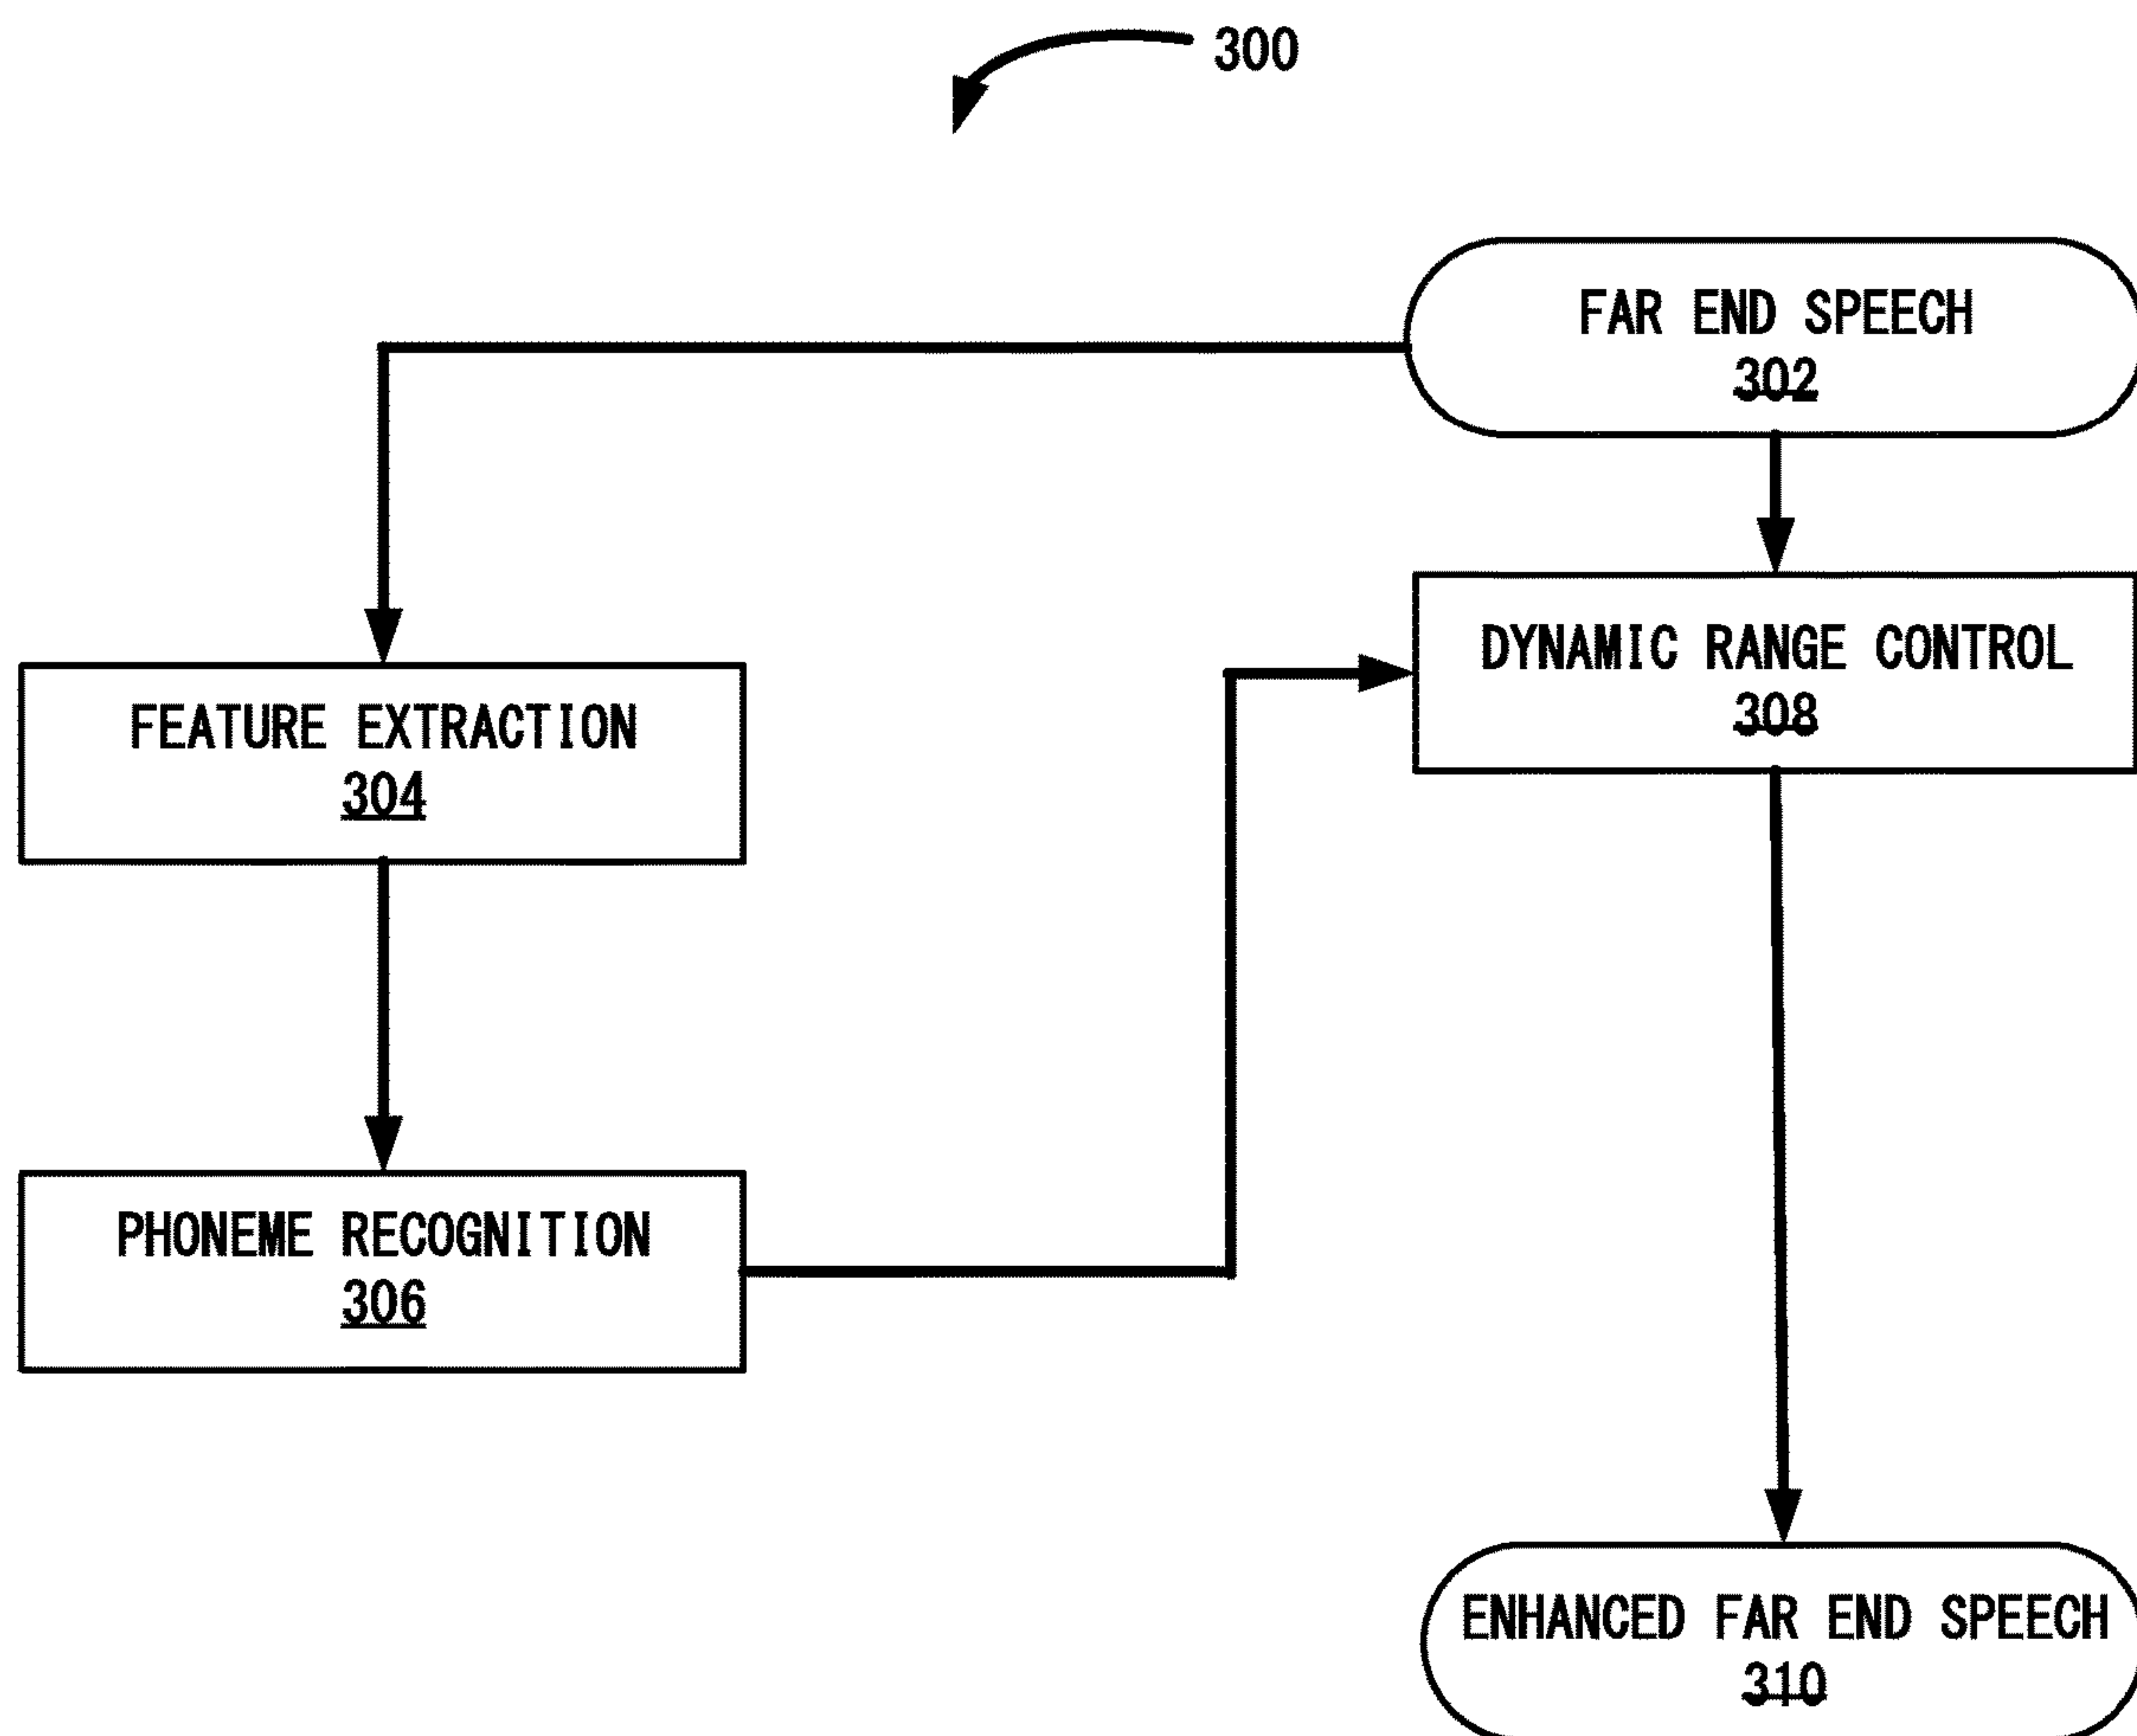 300
FAR END SPEECH
302
DYNAMIC RANGE CONTROL
308
FEATURE EXTRACTION
304
PHONEME RECOGNITION
306
ENHANCED FAR END SPEECH
310